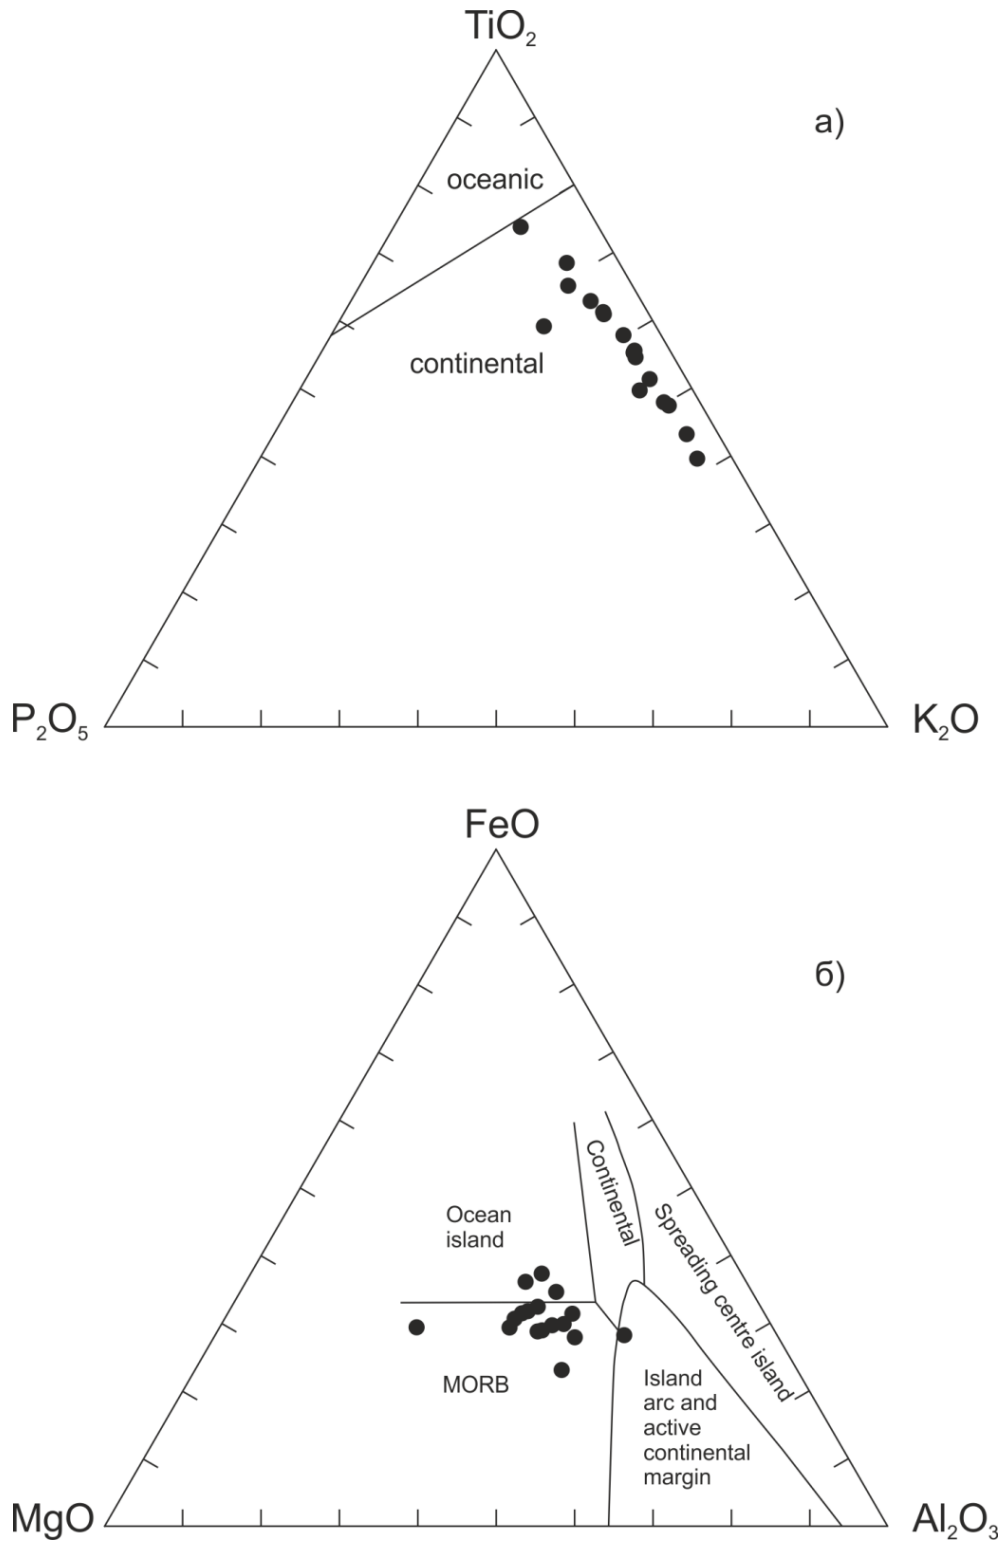 TiO₂
а)
oceanic
continental
P₂O₅
K₂O
FeO
б)
Continental
Ocean
island
Spreading centre island
MORB
Island
arc and
active
continental
margin
MgO
Al₂O₃